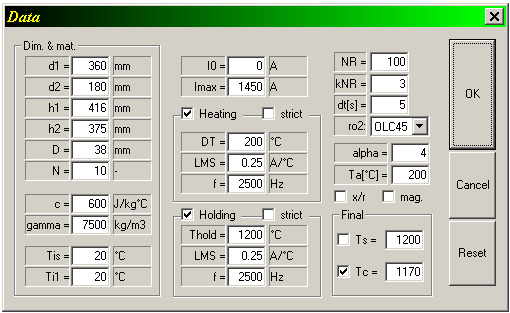 Data
Dim. & mat.
d1 = 360 mm
d2 = 180 mm
h1 = 416 mm
h2 = 375 mm
D = 38 mm
N = 10 -
c = 600 J/kg°C
gamma = 7500 kg/m3
Tis = 20 °C
Ti1 = 20 °C
I0 = 0 A
Imax = 1450 A
Heating strict
DT = 200 °C
LMS = 0.25 A/°C
f = 2500 Hz
Holding strict
Thold = 1200 °C
LMS = 0.25 A/°C
f = 2500 Hz
NR = 100
kNR = 3
dt[s] = 5
ro2: OLC45
alpha = 4
Ta[°C] = 200
x/r mag.
Final
Ts = 1200
Tc = 1170
OK
Cancel
Reset